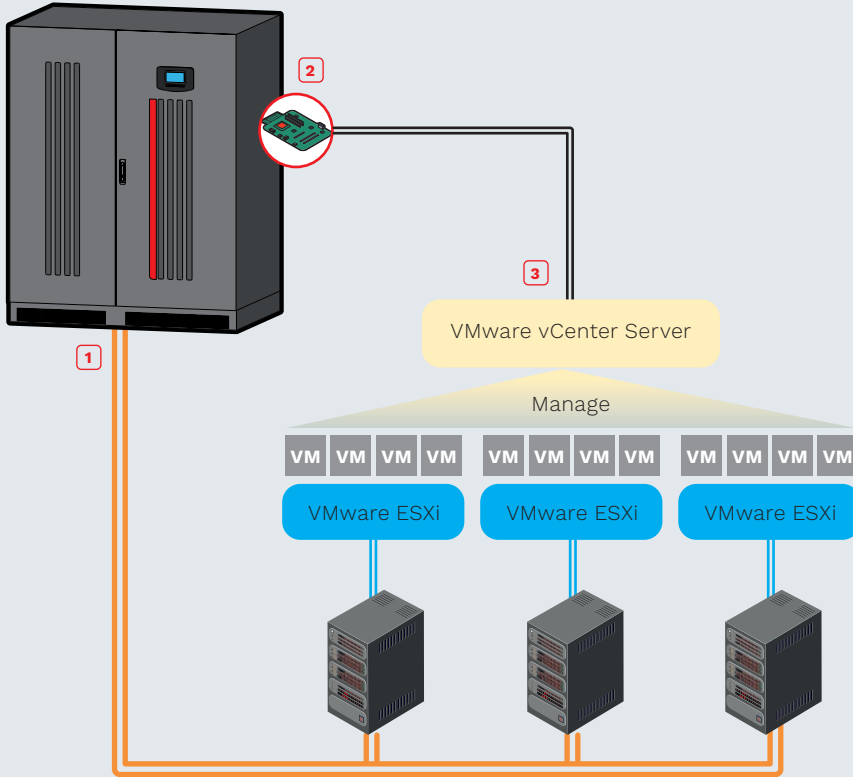 2
3
VMware vCenter Server
1
Manage
VM VM VM VM VM VM VM VM VM VM VM VM
VMware ESXi VMware ESXi VMware ESXi